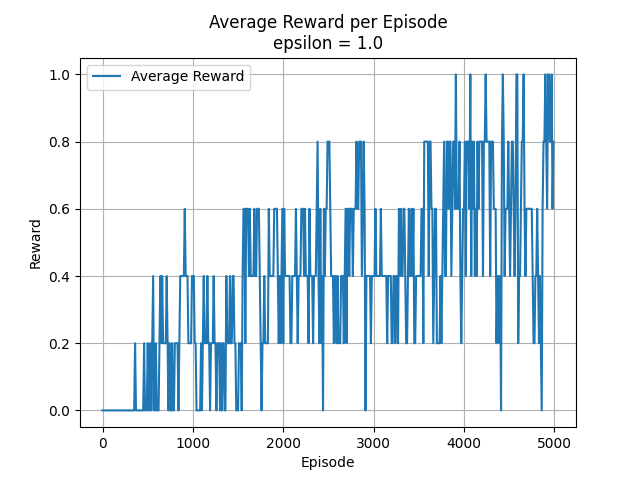 Average Reward per Episode
epsilon = 1.0
Average Reward
1.0
0.8
0.6
0.4
0.2
0.0
Reward
0 1000 2000 3000 4000 5000
Episode